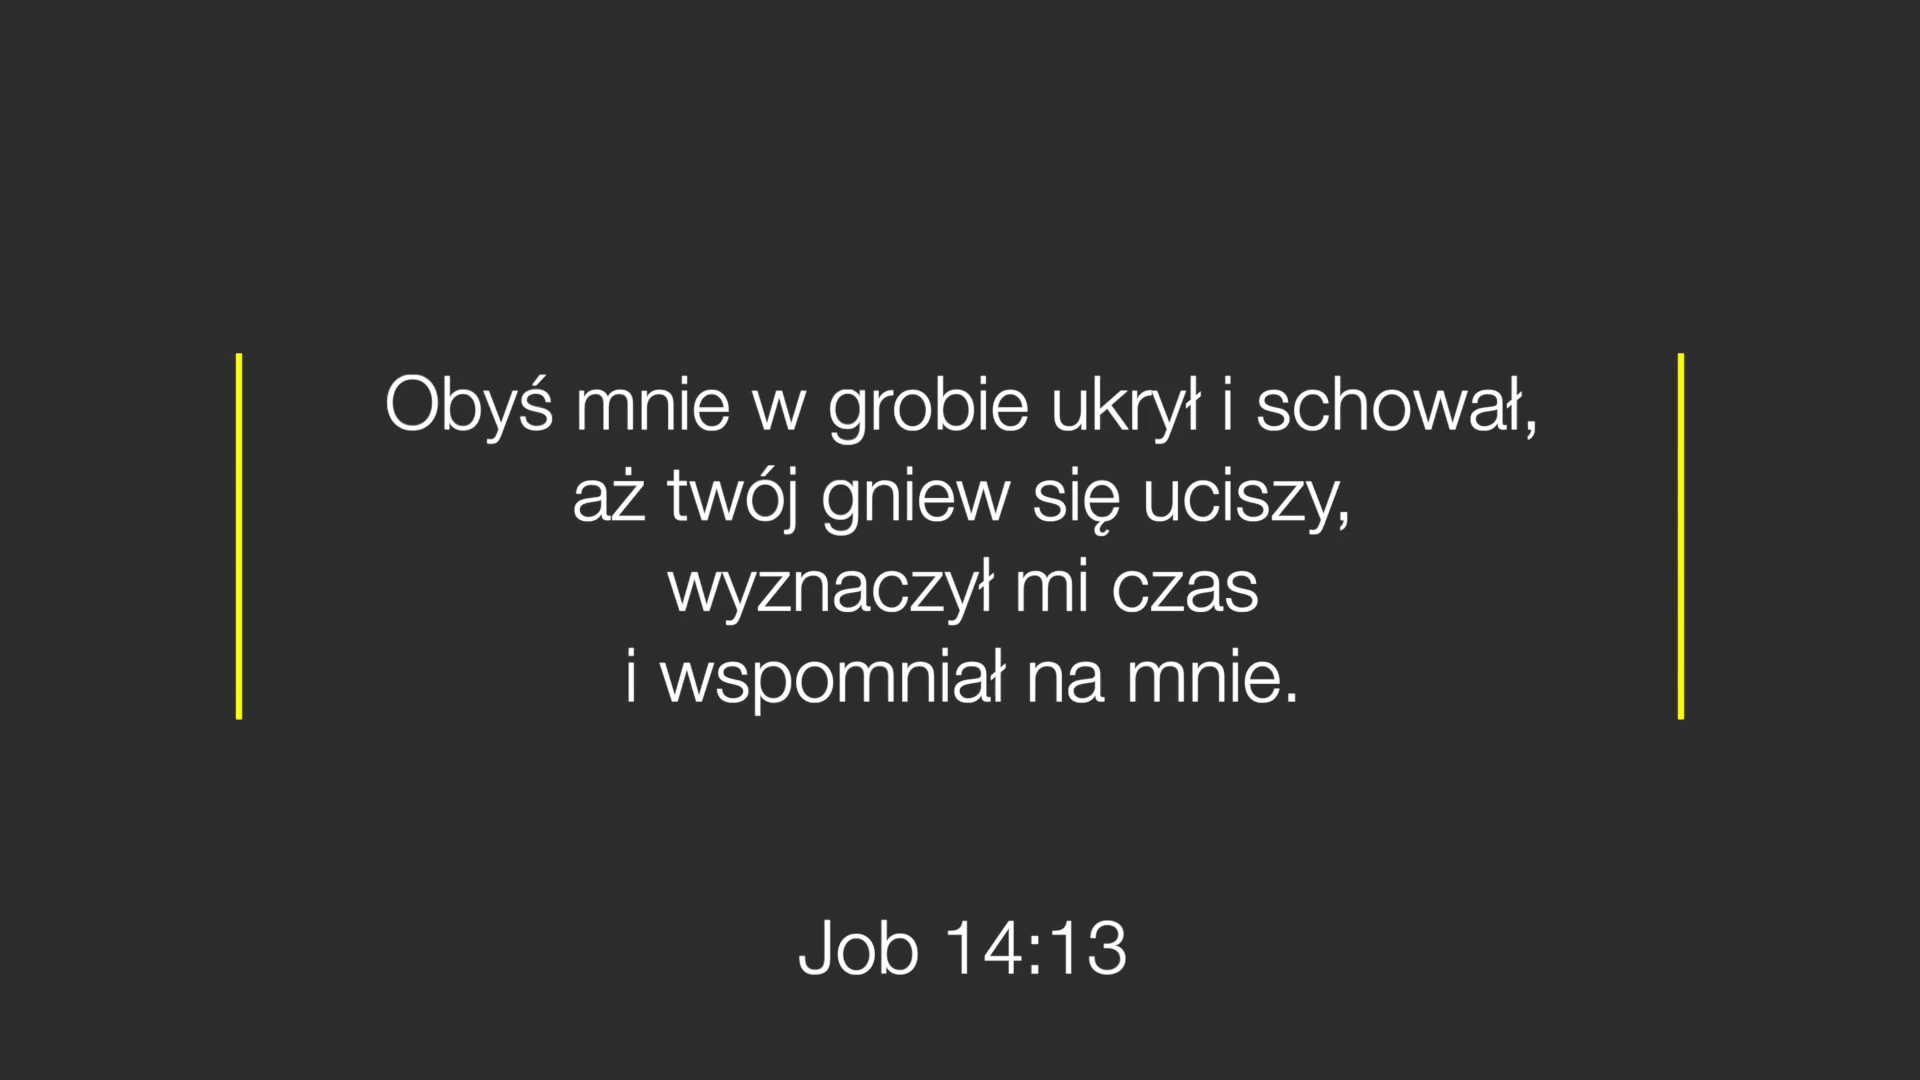 Obyś mnie w grobie ukrył i schował,
aż twój gniew się uciszy,
wyznaczył mi czas
i wspomniał na mnie.
Job 14:13